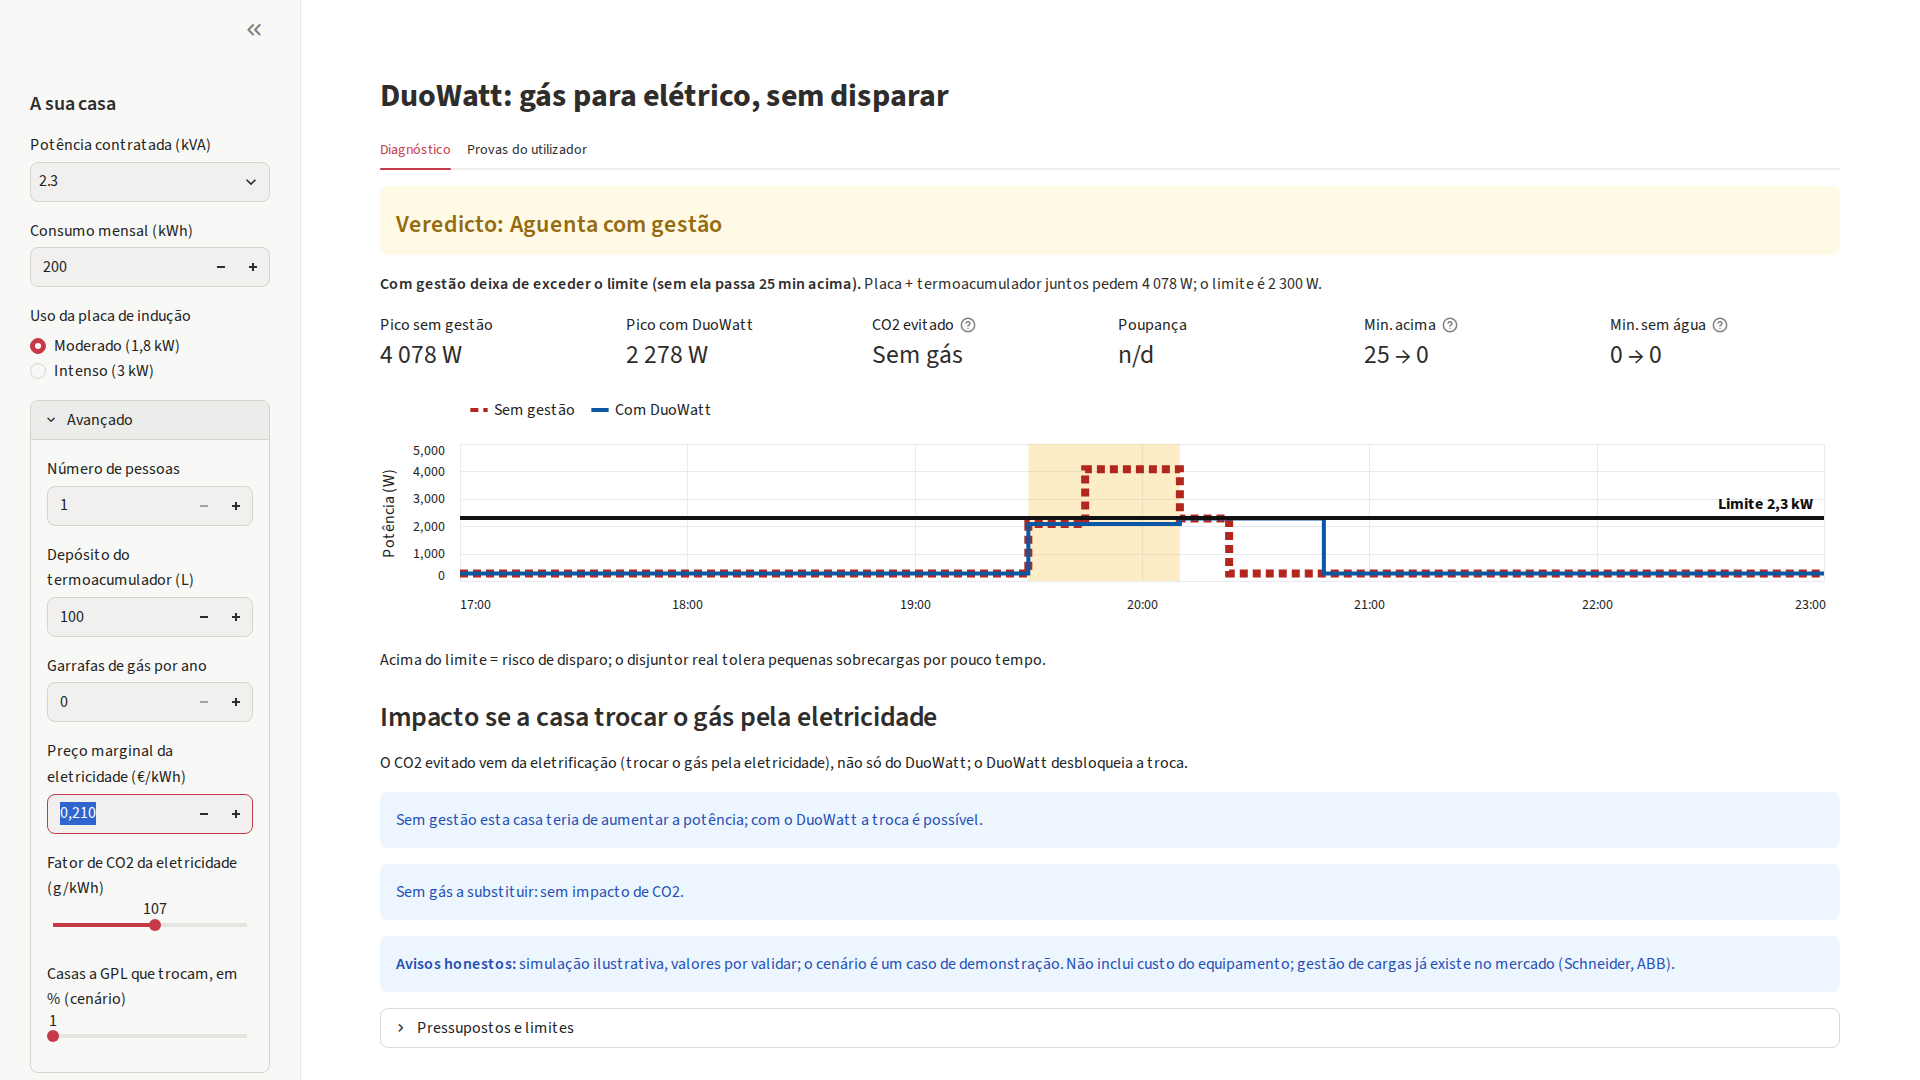 A sua casa
Potência contratada (kVA)
2.3
Consumo mensal (kWh)
200
Uso da placa de indução
Moderado (1,8 kW)
Intenso (3 kW)
Avançado
Número de pessoas
1
Depósito do
termoacumulador (L)
100
Garrafas de gás por ano
0
Preço marginal da
eletricidade (€/kWh)
0,210
Fator de CO2 da eletricidade
(g/kWh)
107
Casas a GPL que trocam, em
% (cenário)
1
DuoWatt: gás para elétrico, sem disparar
Diagnóstico Provas do utilizador
Veredicto: Aguenta com gestão
Com gestão deixa de exceder o limite (sem ela passa 25 min acima). Placa + termoacumulador juntos pedem 4 078 W; o limite é 2 300 W.
Pico sem gestão
4 078 W
Pico com DuoWatt
2 278 W
CO2 evitado
Sem gás
Poupança
n/d
Min. acima
25 → 0
Min. sem água
0 → 0
Sem gestão Com DuoWatt
Potência (W)
5,000
4,000
3,000
2,000
1,000
0
Limite 2,3 kW
17:00 18:00 19:00 20:00 21:00 22:00 23:00
Acima do limite = risco de disparo; o disjuntor real tolera pequenas sobrecargas por pouco tempo.
Impacto se a casa trocar o gás pela eletricidade
O CO2 evitado vem da eletrificação (trocar o gás pela eletricidade), não só do DuoWatt; o DuoWatt desbloqueia a troca.
Sem gestão esta casa teria de aumentar a potência; com o DuoWatt a troca é possível.
Sem gás a substituir: sem impacto de CO2.
Avisos honestos: simulação ilustrativa, valores por validar; o cenário é um caso de demonstração. Não inclui custo do equipamento; gestão de cargas já existe no mercado (Schneider, ABB).
Pressupostos e limites